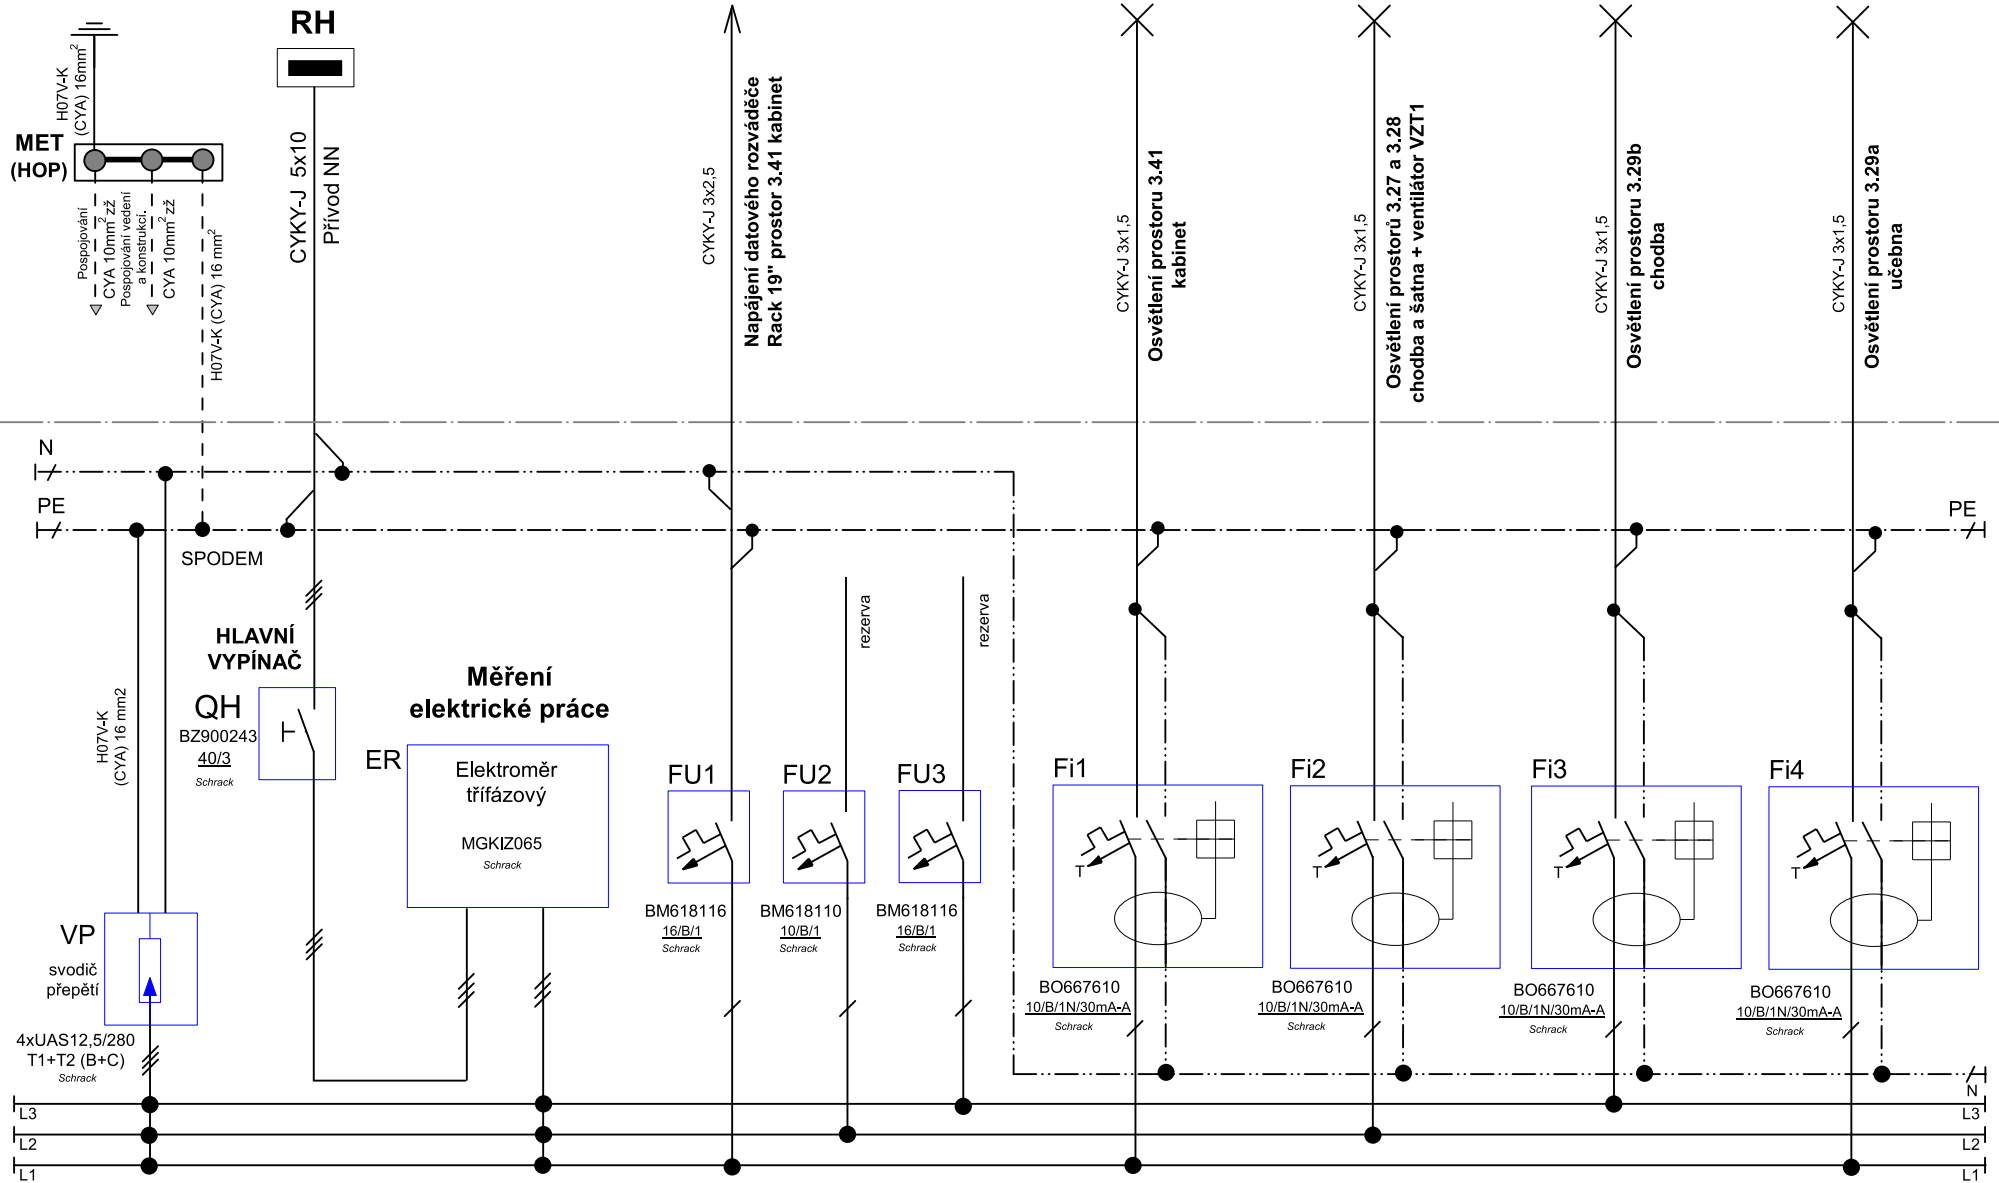 RH
H07V-K
(CYA) 16mm²
MET
(HOP)
Pospojování
CYA 10mm² zž
Pospojování vedení
a konstrukcí.
CYA 10mm² zž
H07V-K (CYA) 16 mm²
CYKY-J 5x10
Přívod NN
CYKY-J 3x2,5
Napájení datového rozváděče
Rack 19" prostor 3.41 kabinet
CYKY-J 3x1,5
Osvětlení prostoru 3.41
kabinet
CYKY-J 3x1,5
Osvětlení prostorů 3.27 a 3.28
chodba a šatna + ventilátor VZT1
CYKY-J 3x1,5
Osvětlení prostoru 3.29b
chodba
CYKY-J 3x1,5
Osvětlení prostoru 3.29a
učebna
N
PE
PE
SPODEM
HLAVNÍ
VYPÍNAČ
QH
BZ900243
40/3
Schrack
H07V-K
(CYA) 16 mm2
Měření
elektrické práce
ER
Elektroměr
třífázový
MGKIZ065
Schrack
rezerva
rezerva
FU1
BM618116
16/B/1
Schrack
FU2
BM618110
10/B/1
Schrack
FU3
BM618116
16/B/1
Schrack
Fi1
T
BO667610
10/B/1N/30mA-A
Schrack
Fi2
T
BO667610
10/B/1N/30mA-A
Schrack
Fi3
T
BO667610
10/B/1N/30mA-A
Schrack
Fi4
T
BO667610
10/B/1N/30mA-A
Schrack
VP
svodič
přepětí
4xUAS12,5/280
T1+T2 (B+C)
Schrack
N
L3
L3
L2
L2
L1
L1